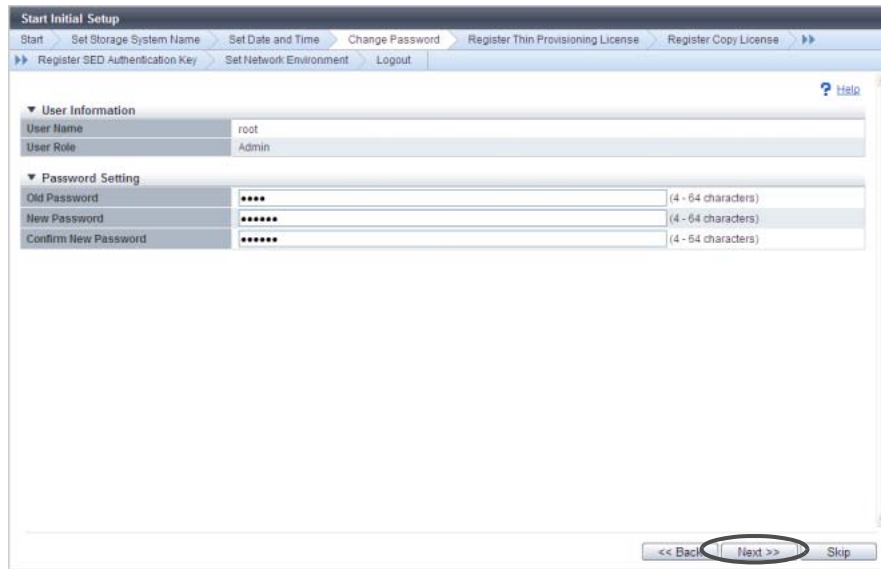 Start Initial Setup
Start Set Storage System Name Set Date and Time Change Password Register Thin Provisioning License Register Copy License
Register SED Authentication Key Set Network Environment Logout
? Help
User Information
User Name root
User Role Admin
Password Setting
Old Password •••• (4 - 64 characters)
New Password •••••• (4 - 64 characters)
Confirm New Password •••••• (4 - 64 characters)
<< Back Next >> Skip